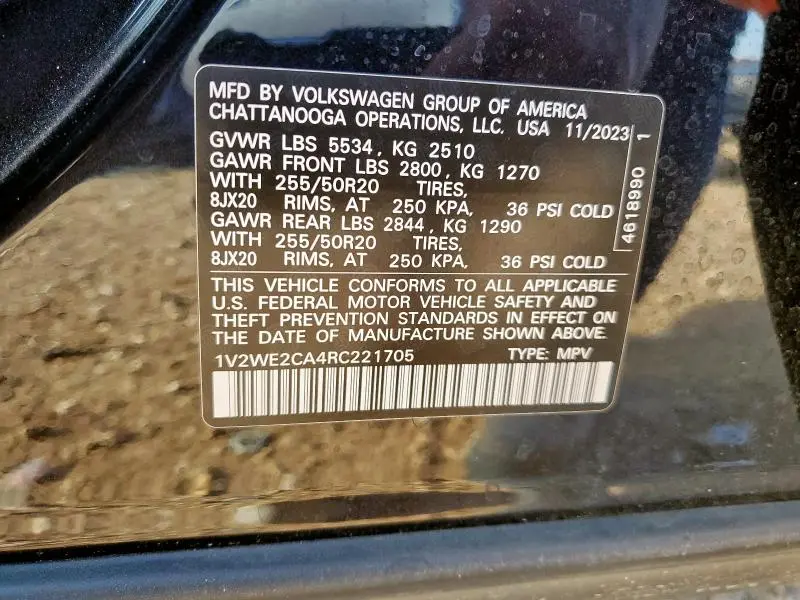 MFD BY VOLKSWAGEN GROUP OF AMERICA
CHATTANOOGA OPERATIONS, LLC. USA 11/2023
GVWR LBS 5534, KG 2510
GAWR FRONT LBS 2800, KG 1270
WITH 255/50R20 TIRES,
8JX20 RIMS, AT 250 KPA, 36 PSI COLD
GAWR REAR LBS 2844, KG 1290
WITH 255/50R20 TIRES,
8JX20 RIMS, AT 250 KPA, 36 PSI COLD
THIS VEHICLE CONFORMS TO ALL APPLICABLE
U.S. FEDERAL MOTOR VEHICLE SAFETY AND
THEFT PREVENTION STANDARDS IN EFFECT ON
THE DATE OF MANUFACTURE SHOWN ABOVE.
1V2WE2CA4RC221705 TYPE: MPV
4618990 1